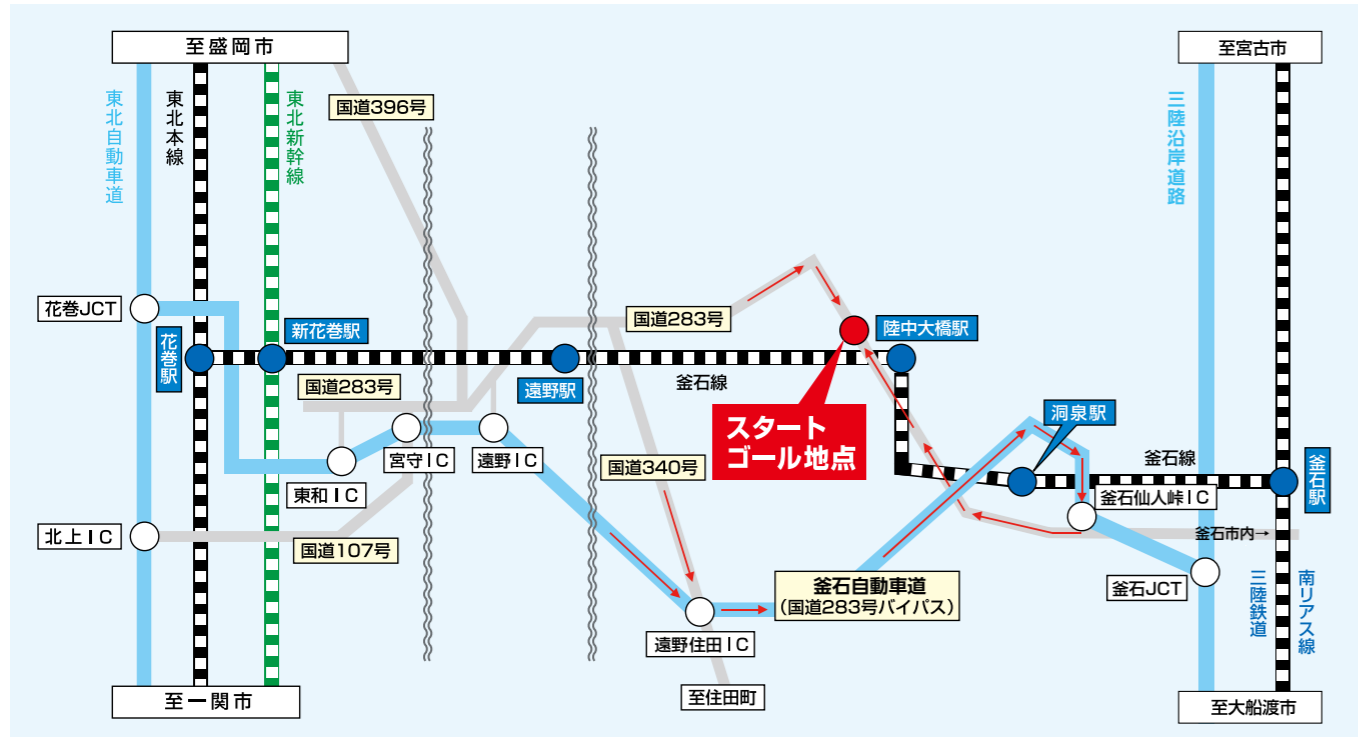 至盛岡市
至宮古市
東北自動車道
東北本線
東北新幹線
国道396号
三陸沿岸道路
花巻JCT
花巻駅
新花巻駅
国道283号
陸中大橋駅
国道283号
遠野駅
釜石線
スタート
ゴール地点
洞泉駅
宮守IC
遠野IC
国道340号
釜石線
釜石駅
東和IC
釜石仙人峠IC
北上IC
国道107号
釜石市内→
釜石自動車道
(国道283号バイパス)
釜石JCT
三陸鉄道
南リアス線
遠野住田IC
至住田町
至一関市
至大船渡市